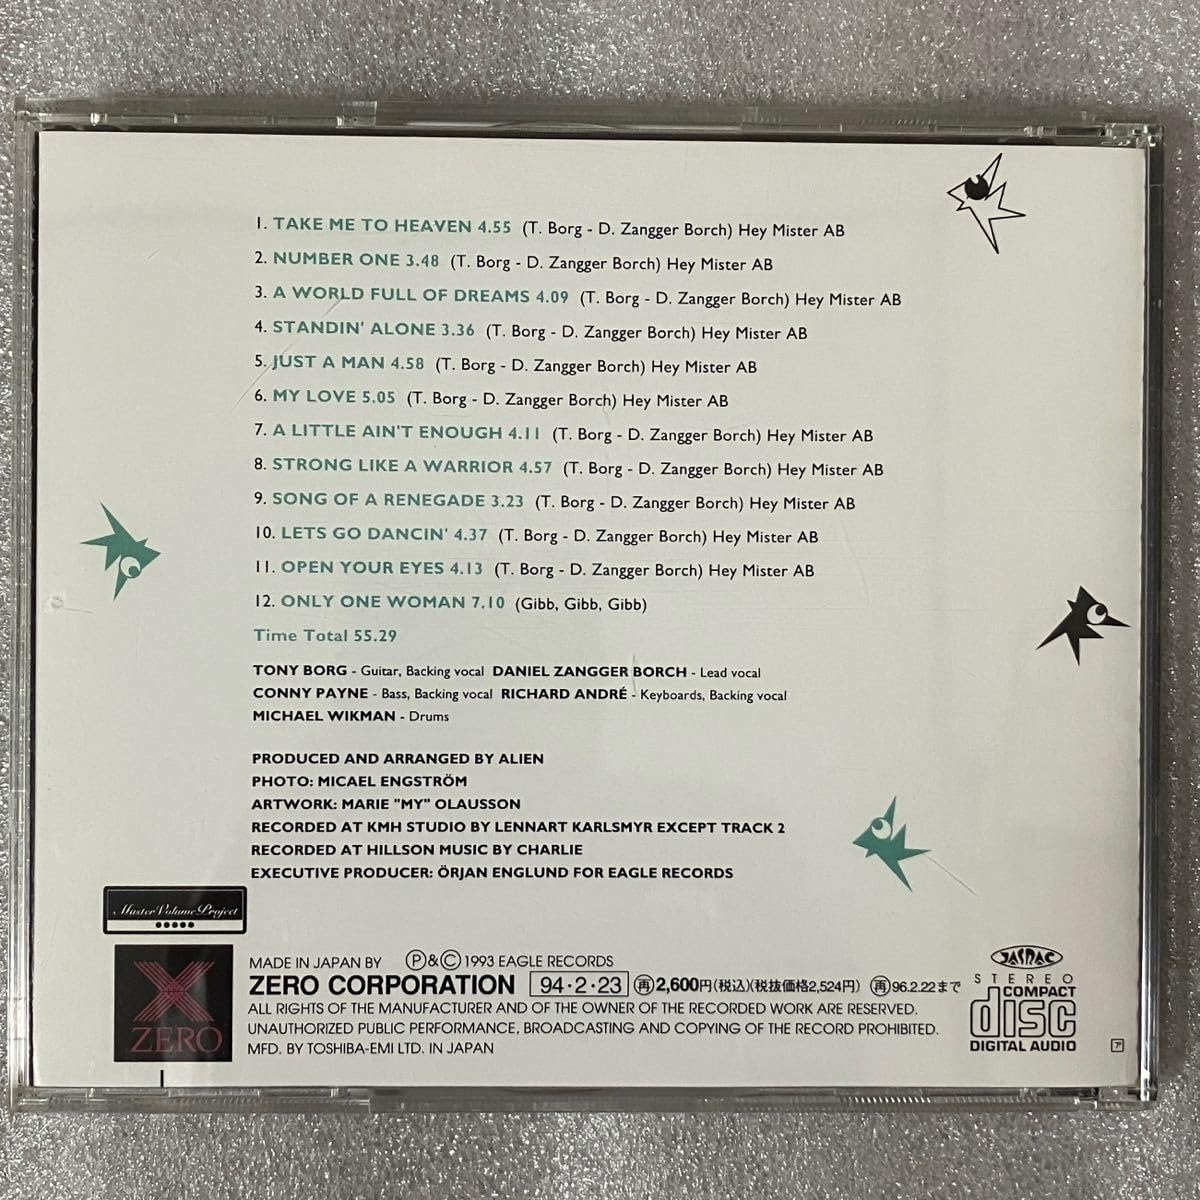 1. TAKE ME TO HEAVEN 4.55 (T. Borg - D. Zangger Borch) Hey Mister AB
2. NUMBER ONE 3.48 (T. Borg - D. Zangger Borch) Hey Mister AB
3. A WORLD FULL OF DREAMS 4.09 (T. Borg - D. Zangger Borch) Hey Mister AB
4. STANDIN' ALONE 3.36 (T. Borg - D. Zangger Borch) Hey Mister AB
5. JUST A MAN 4.58 (T. Borg - D. Zangger Borch) Hey Mister AB
6. MY LOVE 5.05 (T. Borg - D. Zangger Borch) Hey Mister AB
7. A LITTLE AIN'T ENOUGH 4.11 (T. Borg - D. Zangger Borch) Hey Mister AB
8. STRONG LIKE A WARRIOR 4.57 (T. Borg - D. Zangger Borch) Hey Mister AB
9. SONG OF A RENEGADE 3.23 (T. Borg - D. Zangger Borch) Hey Mister AB
10. LETS GO DANCIN' 4.37 (T. Borg - D. Zangger Borch) Hey Mister AB
11. OPEN YOUR EYES 4.13 (T. Borg - D. Zangger Borch) Hey Mister AB
12. ONLY ONE WOMAN 7.10 (Gibb, Gibb, Gibb)
Time Total 55.29
TONY BORG - Guitar, Backing vocal DANIEL ZANGGER BORCH - Lead vocal
CONNY PAYNE - Bass, Backing vocal RICHARD ANDRÉ - Keyboards, Backing vocal
MICHAEL WIKMAN - Drums
PRODUCED AND ARRANGED BY ALIEN
PHOTO: MICAEL ENGSTRÖM
ARTWORK: MARIE "MY" OLAUSSON
RECORDED AT KMH STUDIO BY LENNART KARLSMYR EXCEPT TRACK 2
RECORDED AT HILLSON MUSIC BY CHARLIE
EXECUTIVE PRODUCER: ÖRJAN ENGLUND FOR EAGLE RECORDS
Master Volume Project
ZERO
MADE IN JAPAN BY Ⓟ&Ⓒ 1993 EAGLE RECORDS
ZERO CORPORATION 94・2・23 ㊢2,600円(税込)(税抜価格2,524円) ㊢96.2.22まで
ALL RIGHTS OF THE MANUFACTURER AND OF THE OWNER OF THE RECORDED WORK ARE RESERVED.
UNAUTHORIZED PUBLIC PERFORMANCE, BROADCASTING AND COPYING OF THE RECORD PROHIBITED.
MFD. BY TOSHIBA-EMI LTD. IN JAPAN
JASRAC
STEREO
COMPACT
disc
DIGITAL AUDIO
ア